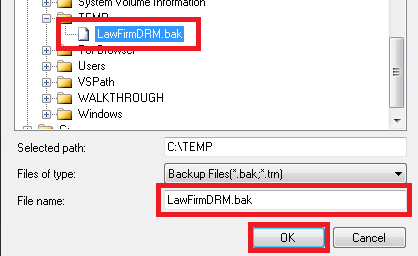 System Volume Information
TEMP
LawFirmDRM.bak
Tor Browser
Users
VSPath
WALKTHROUGH
Windows
Selected path: C:\TEMP
Files of type: Backup Files(*.bak;*.trn)
File name: LawFirmDRM.bak
OK Cancel